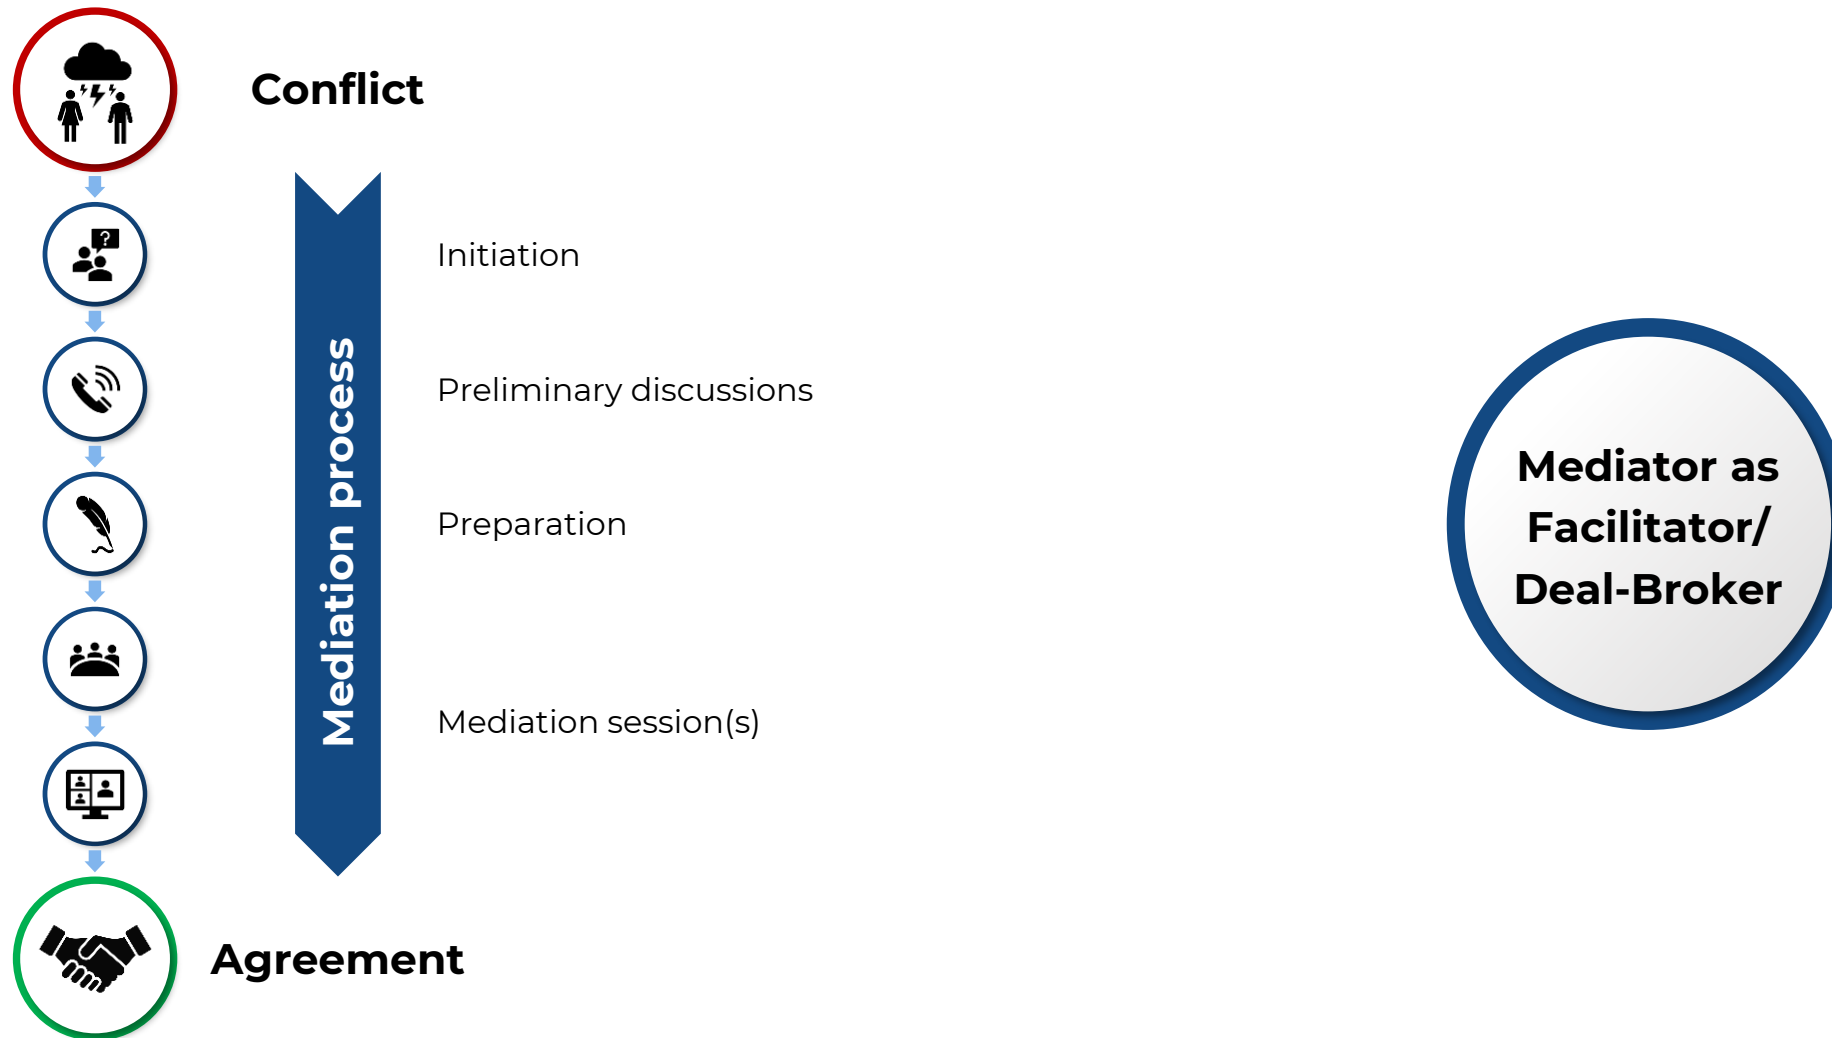 Conflict
Mediation process
Initiation
Preliminary discussions
Preparation
Mediation session(s)
Agreement
Mediator as
Facilitator/
Deal-Broker
?